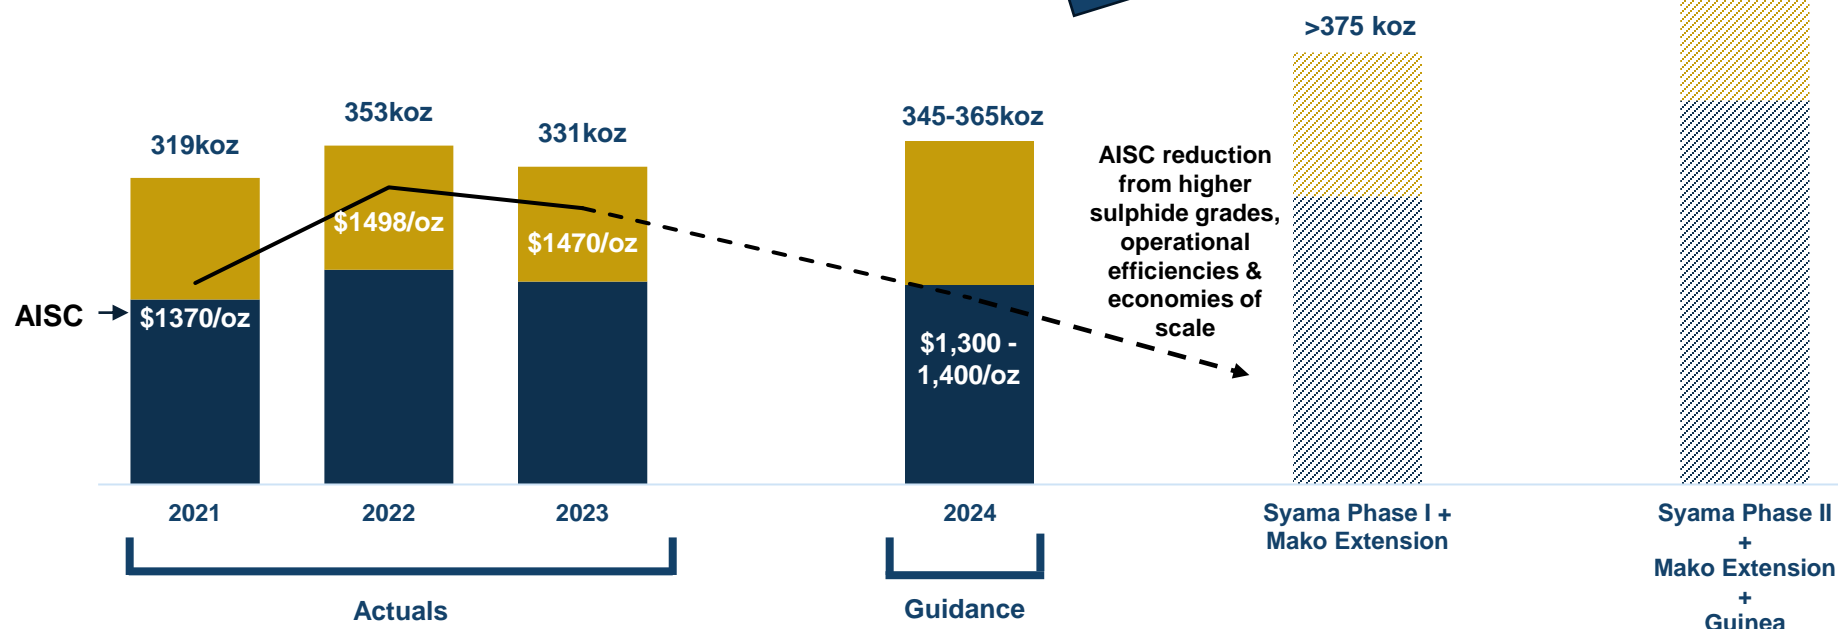 >375 koz
319koz
353koz
331koz
345-365koz
AISC reduction
from higher
sulphide grades,
operational
efficiencies &
economies of
scale
$1498/oz
$1470/oz
AISC
$1370/oz
$1,300 -
1,400/oz
2021
2022
2023
2024
Syama Phase I +
Mako Extension
Syama Phase II
+
Mako Extension
+
Guinea
Actuals
Guidance